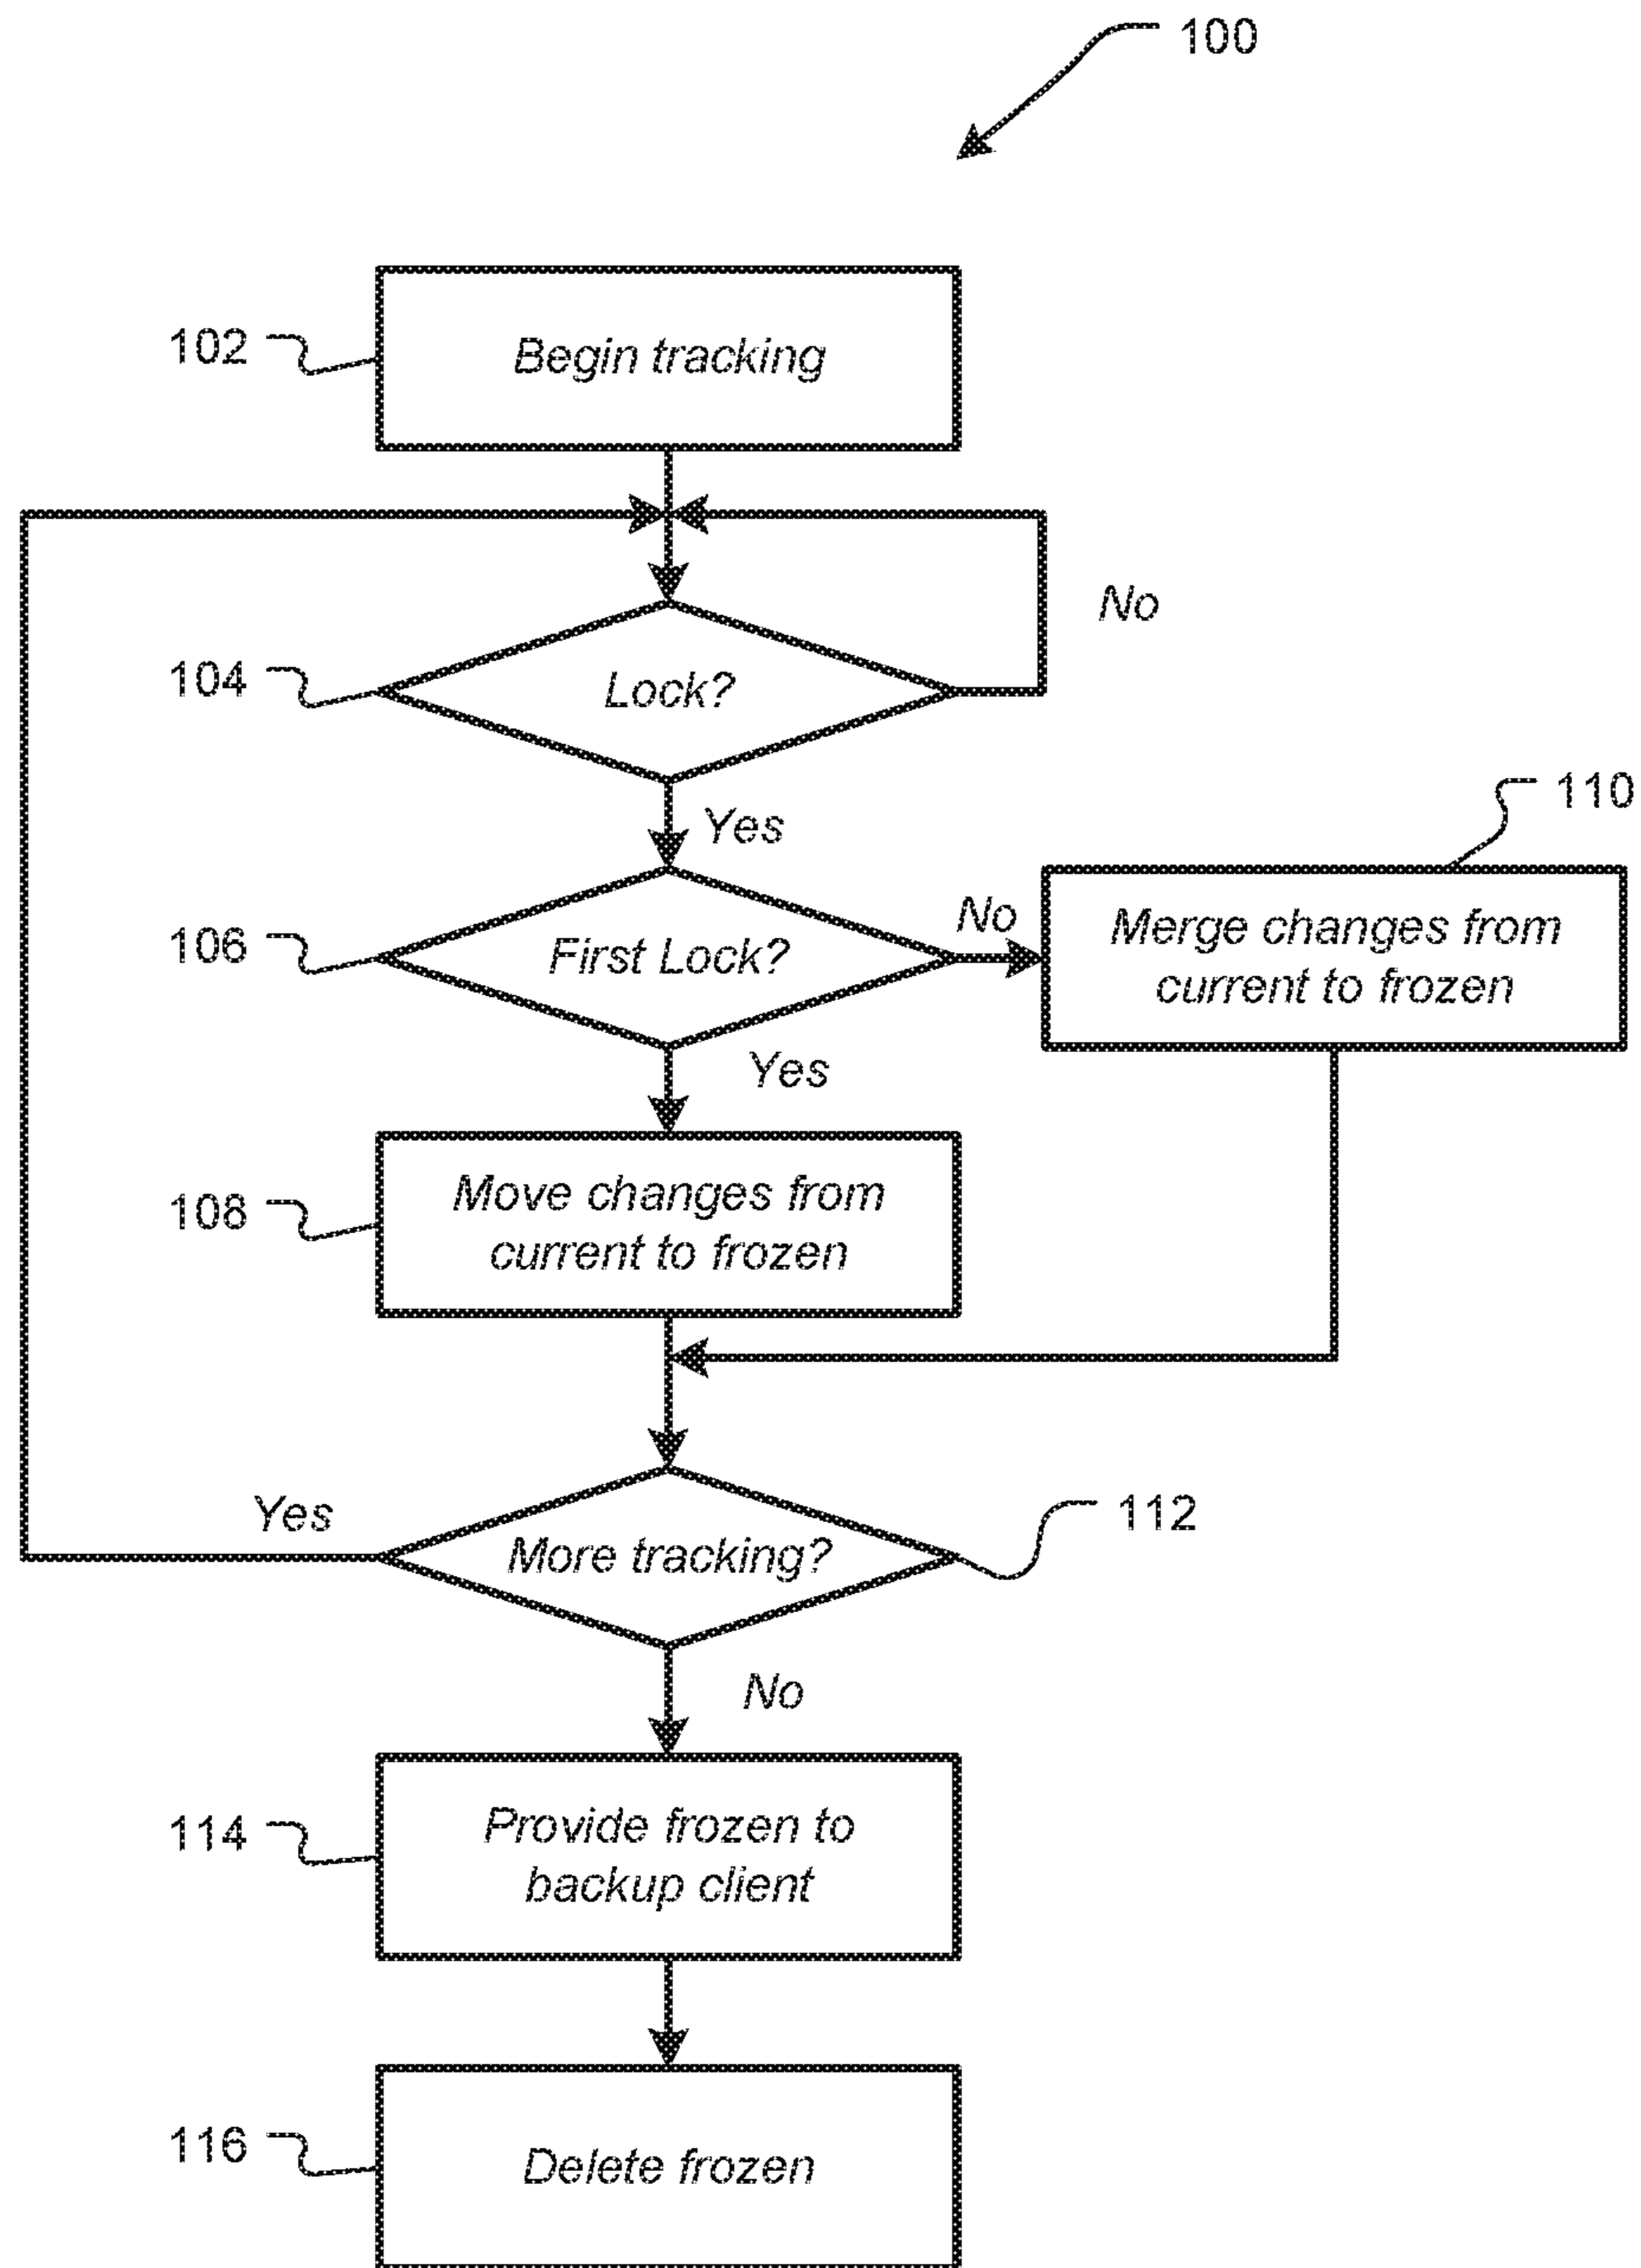 100
102
Begin tracking
No
104
Lock?
Yes
110
106
First Lock?
No
Merge changes from
current to frozen
Yes
108
Move changes from
current to frozen
Yes
More tracking?
112
No
114
Provide frozen to
backup client
116
Delete frozen